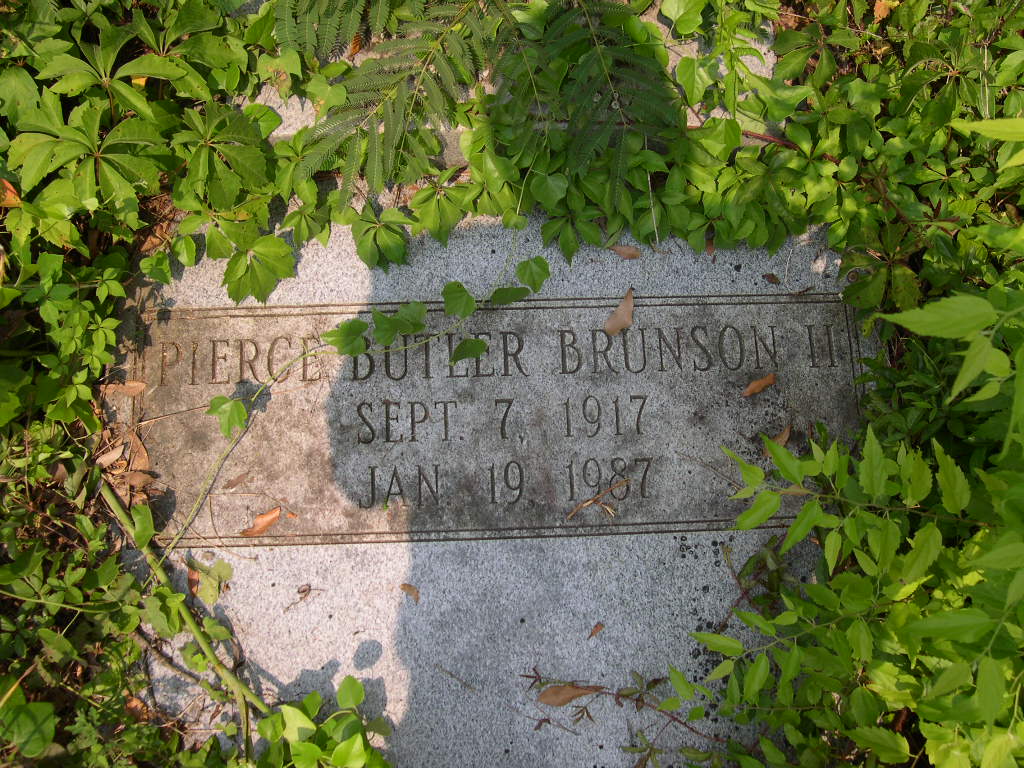 PIERCE BUTLER BRUNSON II
SEPT. 7, 1917
JAN. 19, 1987